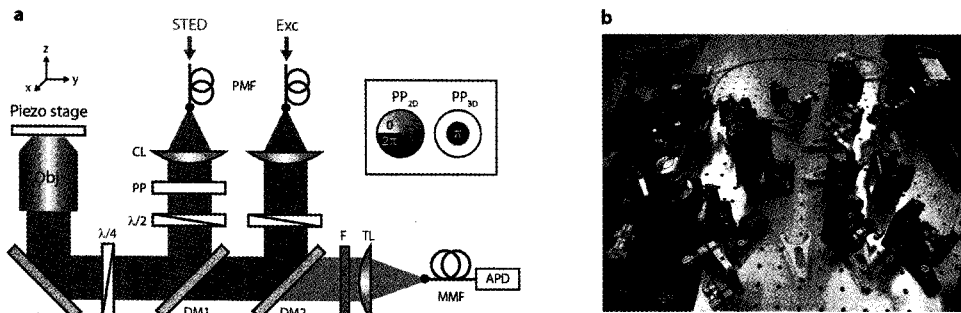 a
b
STED
Exc
z
x
y
PMF
Piezo stage
PP2D
PP3D
0
2π
π
CL
Obj
PP
λ/2
λ/4
F
TL
DM1
DM2
MMF
APD